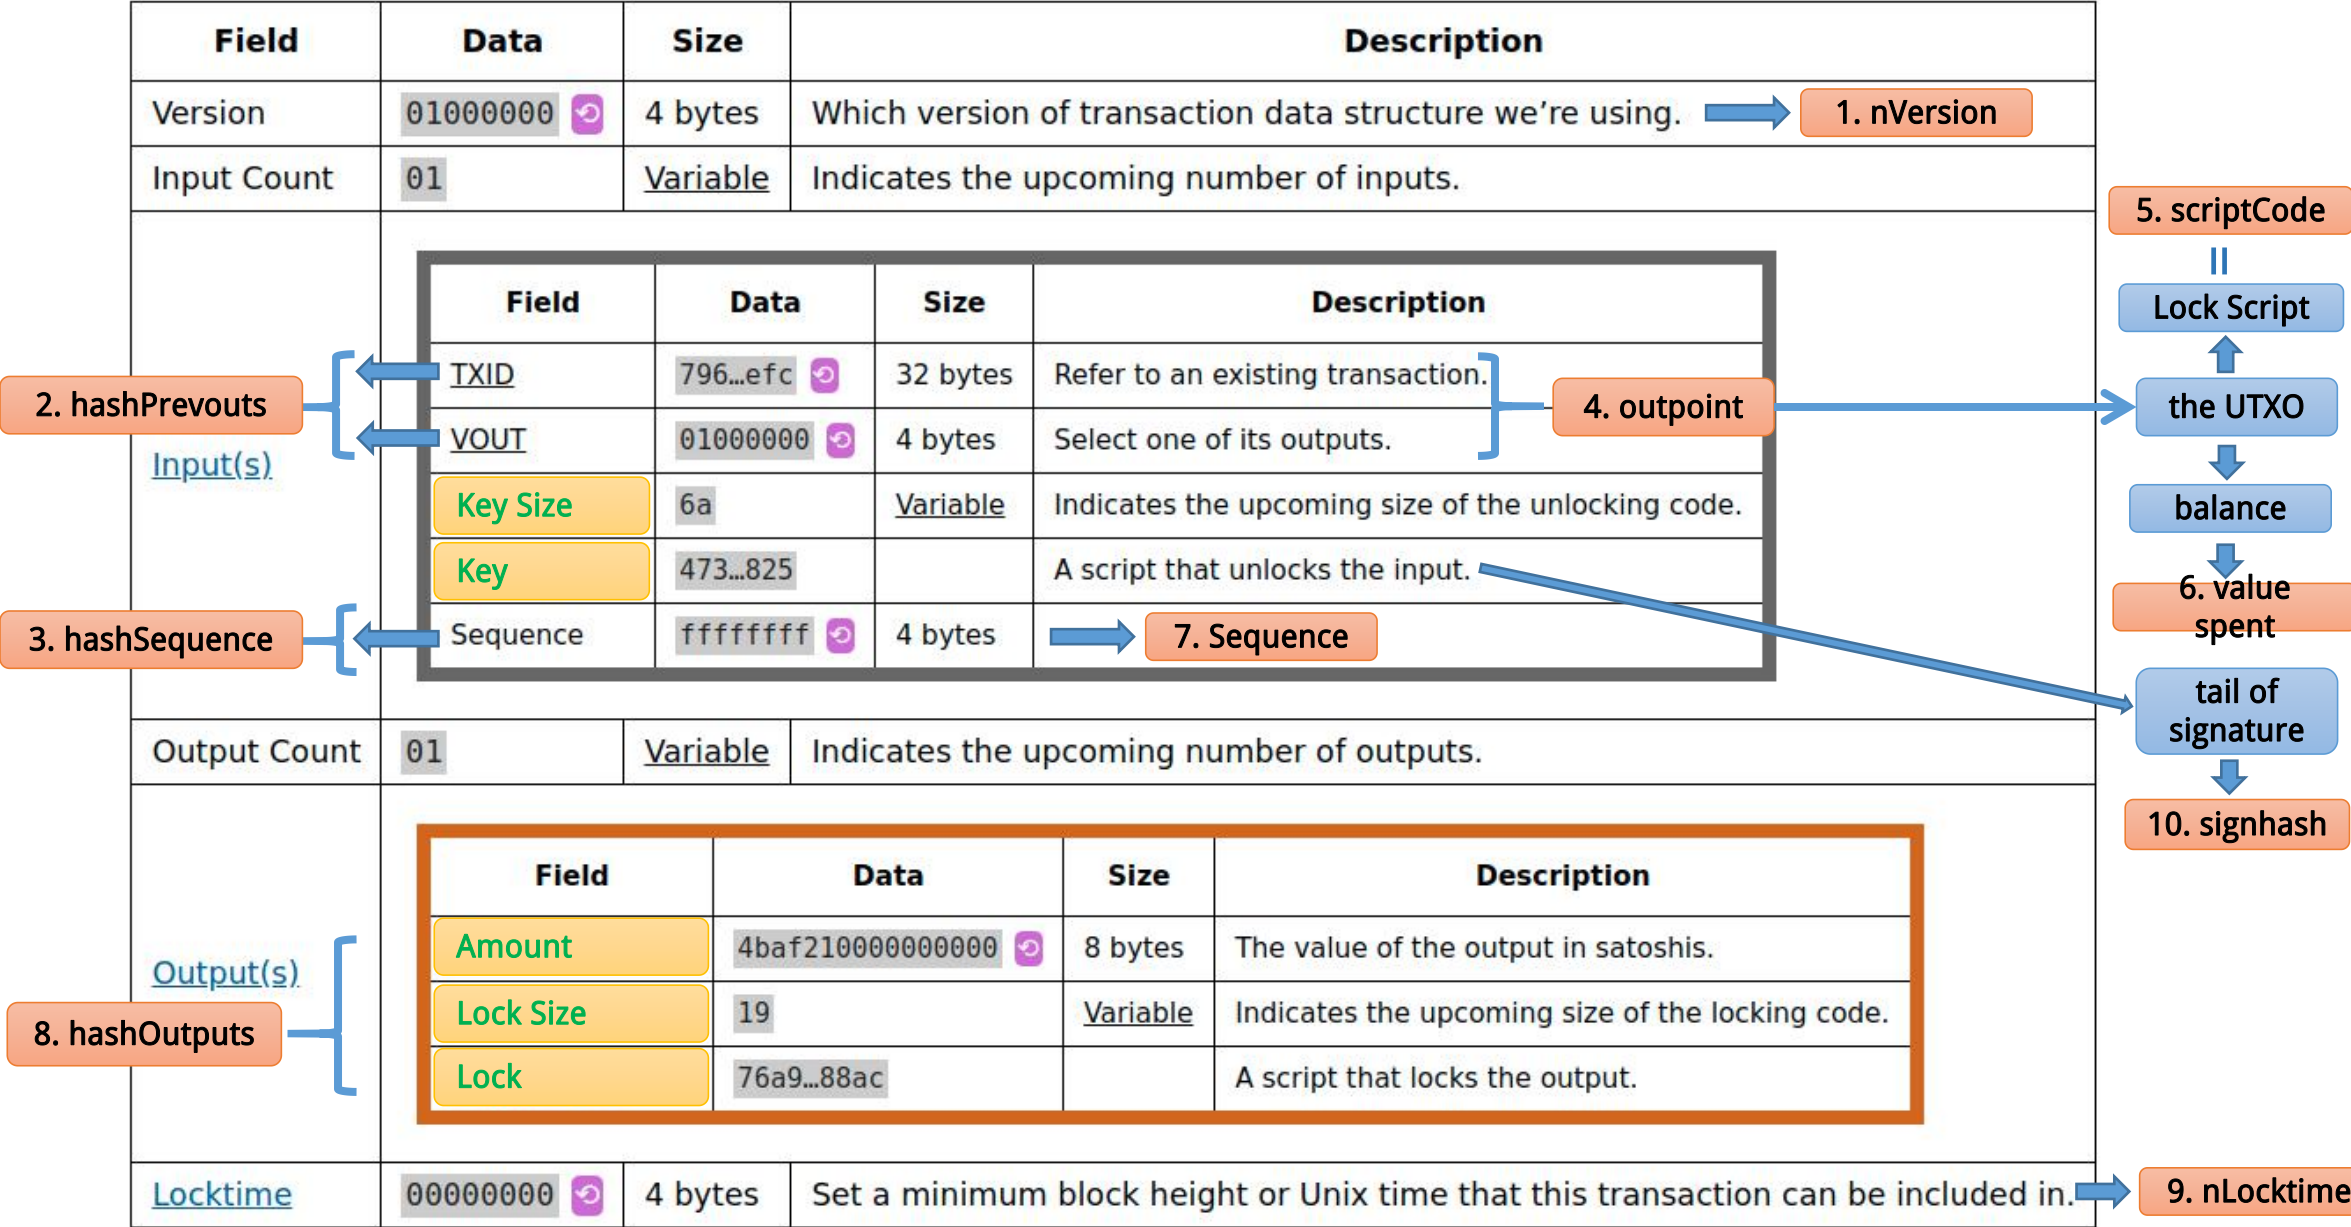 Field Data Size Description
Version 01000000 4 bytes Which version of transaction data structure we’re using. 1. nVersion
Input Count 01 Variable Indicates the upcoming number of inputs.
5. scriptCode
Lock Script
Field Data Size Description
TXID 796…efc 32 bytes Refer to an existing transaction.
2. hashPrevouts
4. outpoint
the UTXO
VOUT 01000000 4 bytes Select one of its outputs.
Input(s)
Key Size 6a Variable Indicates the upcoming size of the unlocking code.
balance
Key 473…825 A script that unlocks the input.
6. value
spent
3. hashSequence
Sequence ffffffff 4 bytes 7. Sequence
tail of
signature
Output Count 01 Variable Indicates the upcoming number of outputs.
10. signhash
Field Data Size Description
Amount 4baf210000000000 8 bytes The value of the output in satoshis.
Output(s)
Lock Size 19 Variable Indicates the upcoming size of the locking code.
8. hashOutputs
Lock 76a9…88ac A script that locks the output.
Locktime 00000000 4 bytes Set a minimum block height or Unix time that this transaction can be included in. 9. nLocktime